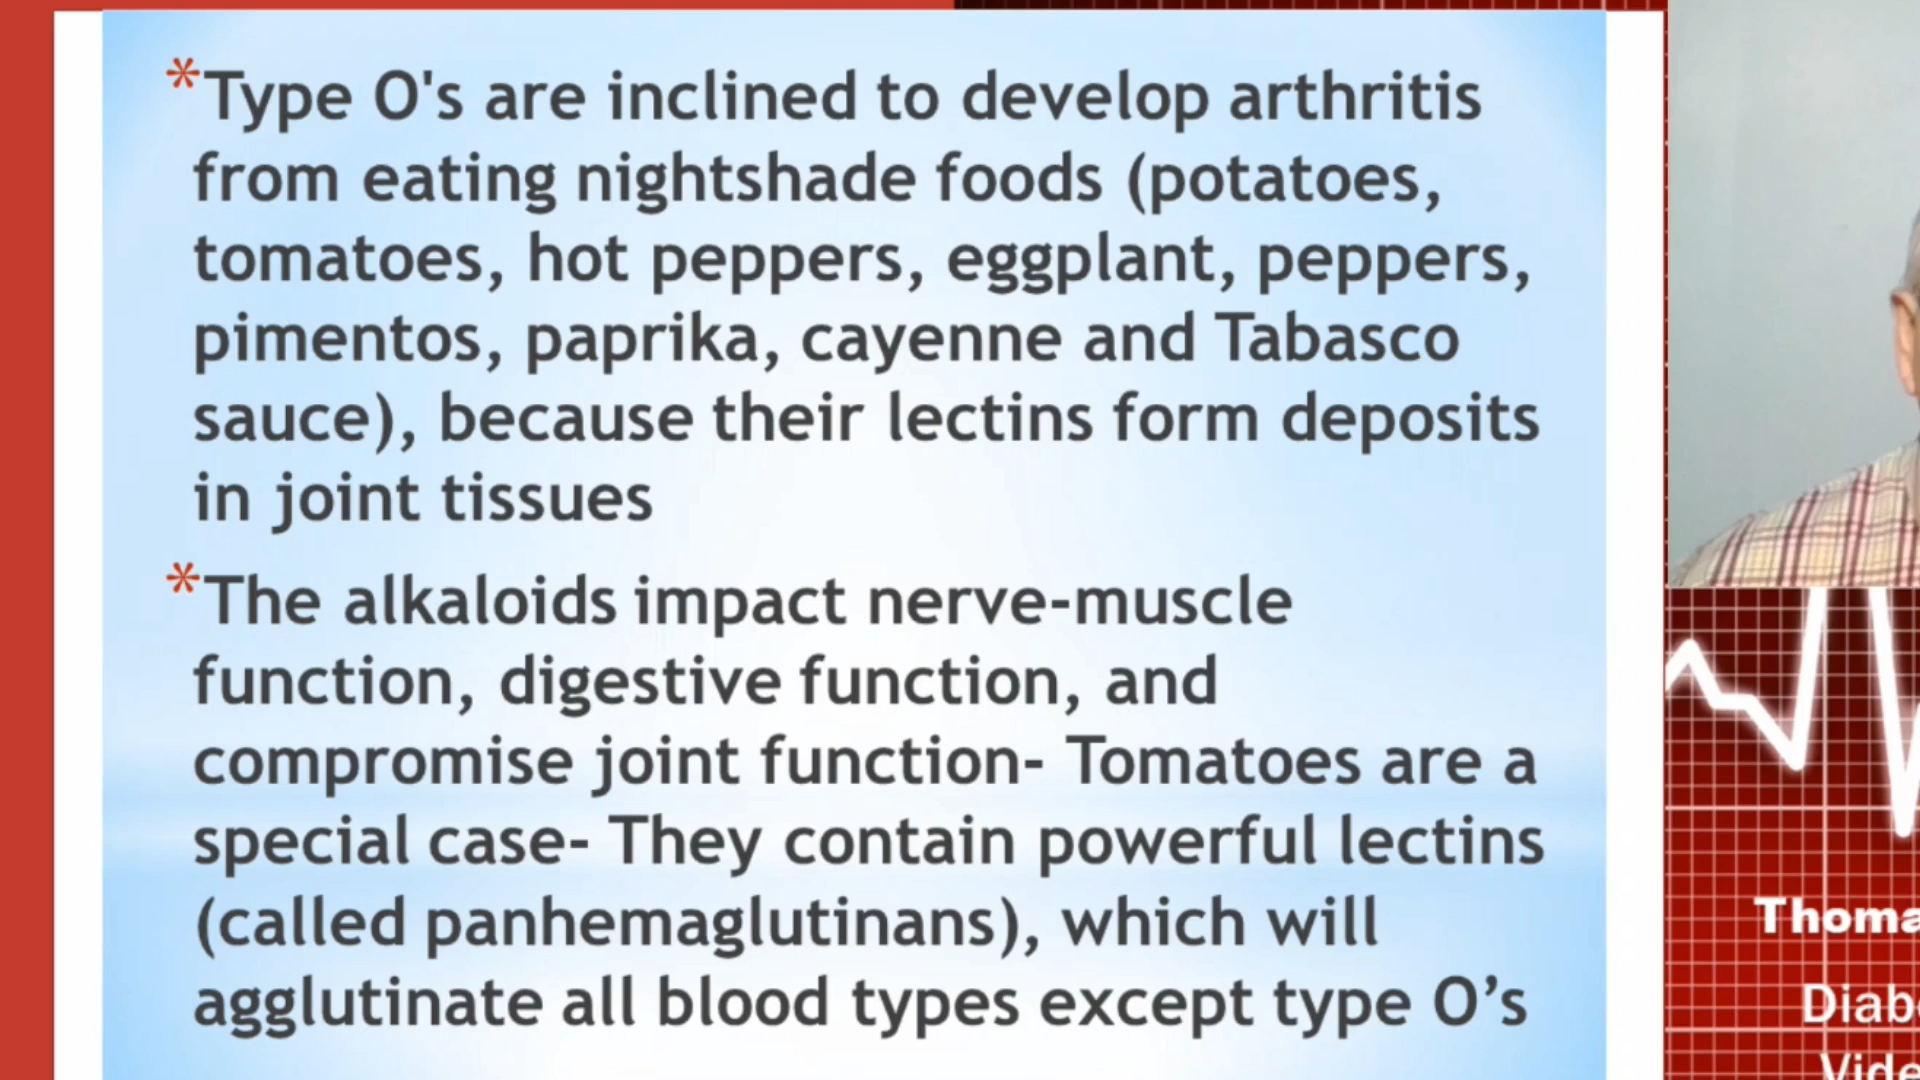 *Type O's are inclined to develop arthritis
from eating nightshade foods (potatoes,
tomatoes, hot peppers, eggplant, peppers,
pimentos, paprika, cayenne and Tabasco
sauce), because their lectins form deposits
in joint tissues
*The alkaloids impact nerve-muscle
function, digestive function, and
compromise joint function- Tomatoes are a
special case- They contain powerful lectins
(called panhemaglutinans), which will
agglutinate all blood types except type O’s